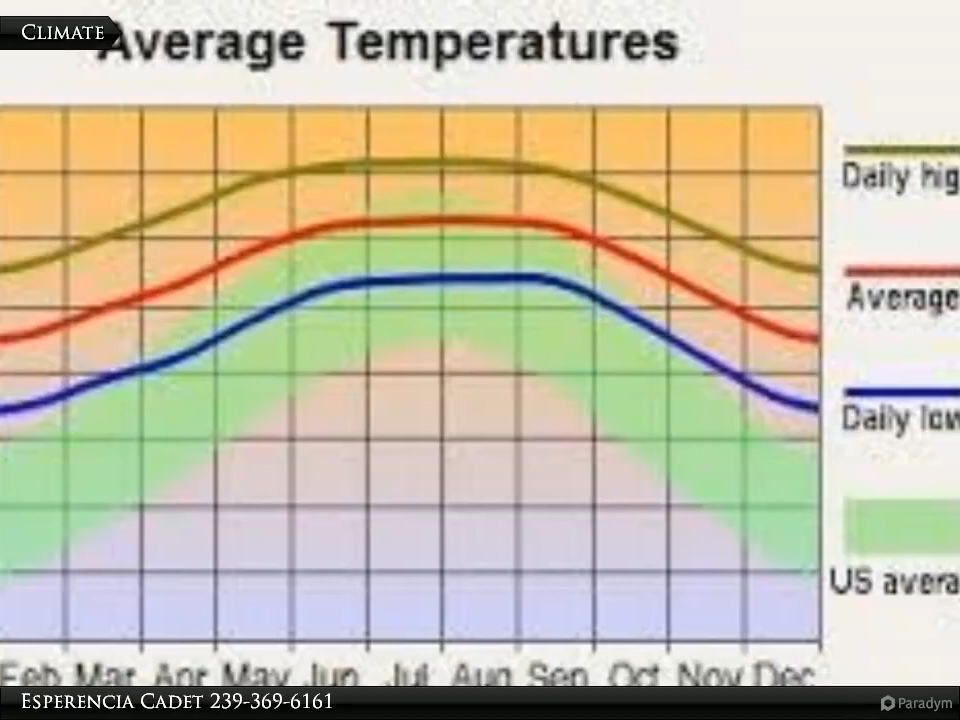 Climate
Average Temperatures
Daily hig
Average
Daily low
US avera
Feb Mar Apr May Jun Jul Aug Sep Oct Nov Dec
Esperencia Cadet 239-369-6161
Paradym